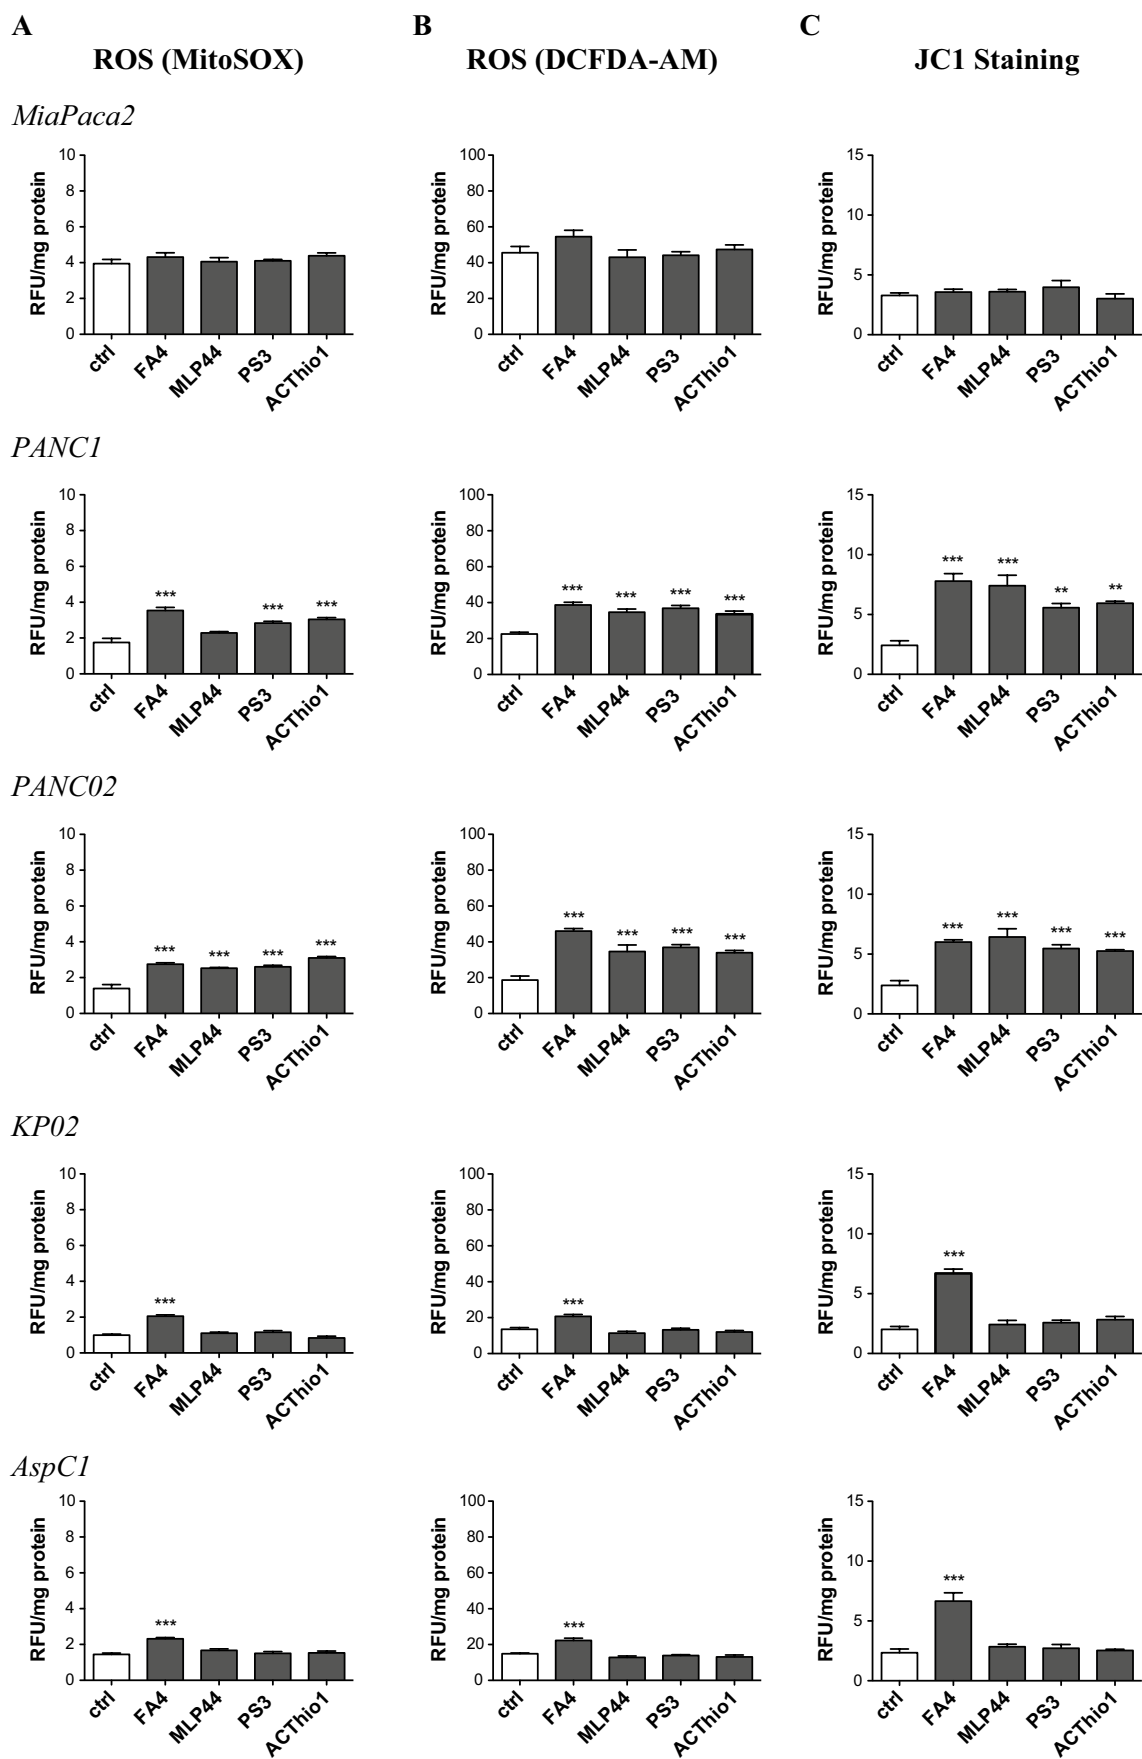 A B C
ROS (MitoSOX) ROS (DCFDA-AM) JC1 Staining
MiaPaca2
RFU/mg protein
10
8
6
4
2
0
ctrl FA4 MLP44 PS3 ACThio1
RFU/mg protein
100
80
60
40
20
0
ctrl FA4 MLP44 PS3 ACThio1
RFU/mg protein
15
10
5
0
ctrl FA4 MLP44 PS3 ACThio1
PANC1
RFU/mg protein
10
8
6
4
2
0
*** *** ***
ctrl FA4 MLP44 PS3 ACThio1
RFU/mg protein
100
80
60
40
20
0
*** *** *** ***
ctrl FA4 MLP44 PS3 ACThio1
RFU/mg protein
15
10
5
0
*** *** ** **
ctrl FA4 MLP44 PS3 ACThio1
PANC02
RFU/mg protein
10
8
6
4
2
0
*** *** *** ***
ctrl FA4 MLP44 PS3 ACThio1
RFU/mg protein
100
80
60
40
20
0
*** *** *** ***
ctrl FA4 MLP44 PS3 ACThio1
RFU/mg protein
15
10
5
0
*** *** *** ***
ctrl FA4 MLP44 PS3 ACThio1
KP02
RFU/mg protein
10
8
6
4
2
0
***
ctrl FA4 MLP44 PS3 ACThio1
RFU/mg protein
100
80
60
40
20
0
***
ctrl FA4 MLP44 PS3 ACThio1
RFU/mg protein
15
10
5
0
***
ctrl FA4 MLP44 PS3 ACThio1
AspC1
RFU/mg protein
10
8
6
4
2
0
***
ctrl FA4 MLP44 PS3 ACThio1
RFU/mg protein
100
80
60
40
20
0
***
ctrl FA4 MLP44 PS3 ACThio1
RFU/mg protein
15
10
5
0
***
ctrl FA4 MLP44 PS3 ACThio1